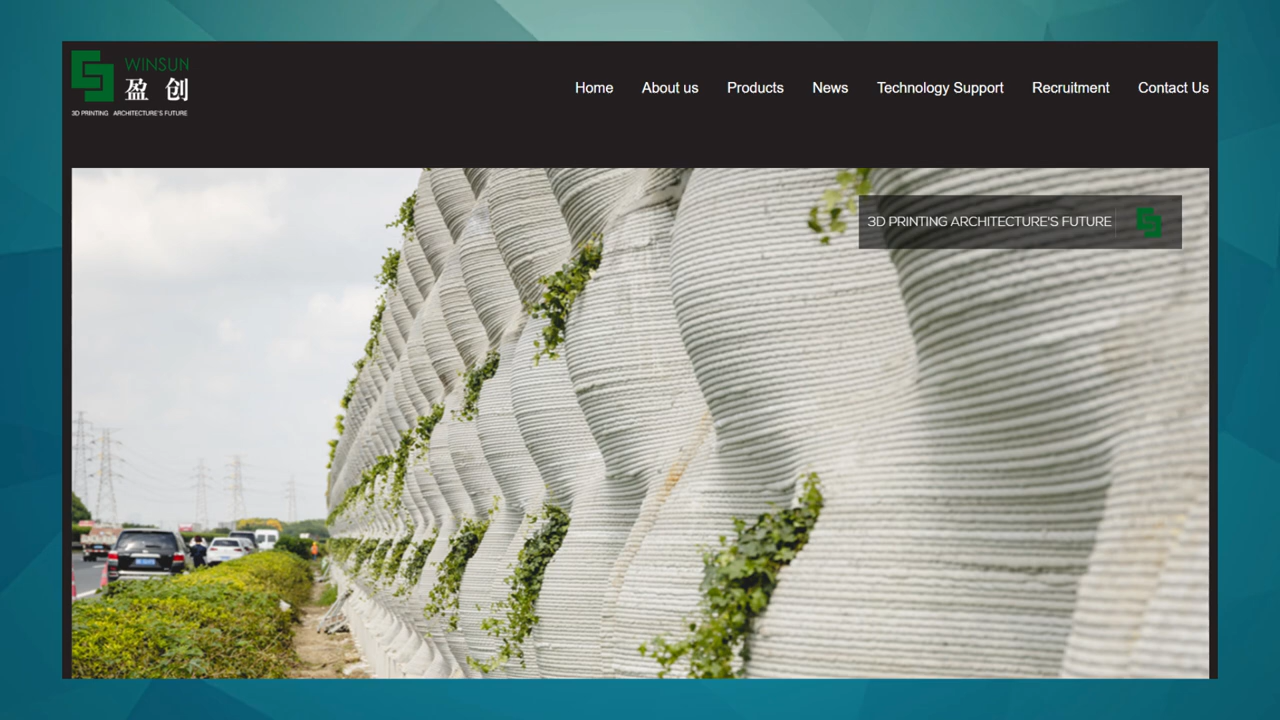 WINSUN
盈 创
3D PRINTING ARCHITECTURE'S FUTURE
Home About us Products News Technology Support Recruitment Contact Us
3D PRINTING ARCHITECTURE'S FUTURE